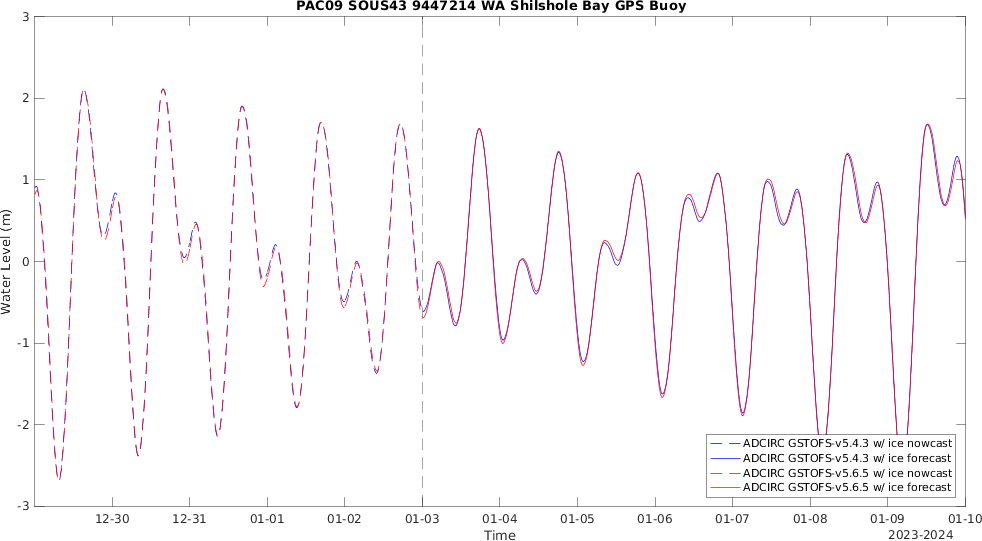 PAC09 SOUS43 9447214 WA Shilshole Bay GPS Buoy
3
2
1
0
-1
-2
-3
Water Level (m)
ADCIRC GSTOFS-v5.4.3 w/ ice nowcast
ADCIRC GSTOFS-v5.4.3 w/ ice forecast
ADCIRC GSTOFS-v5.6.5 w/ ice nowcast
ADCIRC GSTOFS-v5.6.5 w/ ice forecast
12-30 12-31 01-01 01-02 01-03 01-04 01-05 01-06 01-07 01-08 01-09 01-10
Time
2023-2024